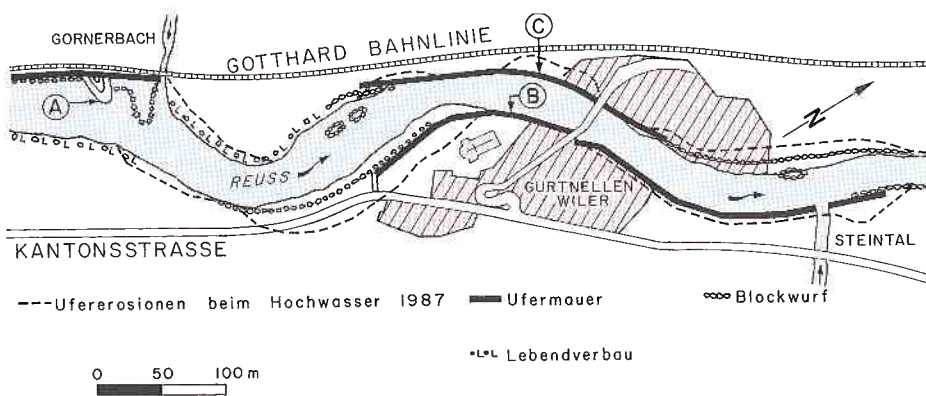 GORNERBACH
GOTTHARD BAHNLINIE
C
A
B
N
REUSS
GURTNELLEN
WILER
KANTONSSTRASSE
STEINTAL
Ufererosionen beim Hochwasser 1987
Ufermauer
Blockwurf
Lebendverbau
0 50 100 m